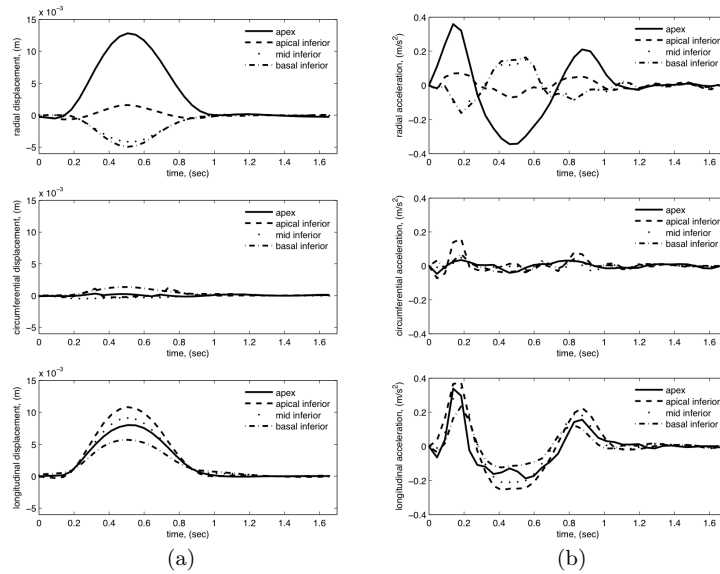 x 10⁻³
15
10
5
0
−5
radial displacement, (m)
apex
apical inferior
mid inferior
basal inferior
0 0.2 0.4 0.6 0.8 1 1.2 1.4 1.6
time, (sec)
x 10⁻³
15
10
5
0
−5
circumferential displacement, (m)
apex
apical inferior
mid inferior
basal inferior
0 0.2 0.4 0.6 0.8 1 1.2 1.4 1.6
time, (sec)
x 10⁻³
15
10
5
0
−5
longitudinal displacement, (m)
apex
apical inferior
mid inferior
basal inferior
0 0.2 0.4 0.6 0.8 1 1.2 1.4 1.6
time, (sec)
(a)
0.4
0.2
0
−0.2
−0.4
radial acceleration, (m/s²)
apex
apical inferior
mid inferior
basal inferior
0 0.2 0.4 0.6 0.8 1 1.2 1.4 1.6
time, (sec)
0.4
0.2
0
−0.2
−0.4
circumferential acceleration, (m/s²)
apex
apical inferior
mid inferior
basal inferior
0 0.2 0.4 0.6 0.8 1 1.2 1.4 1.6
time, (sec)
0.4
0.2
0
−0.2
−0.4
longitudinal acceleration, (m/s²)
apex
apical inferior
mid inferior
basal inferior
0 0.2 0.4 0.6 0.8 1 1.2 1.4 1.6
time, (sec)
(b)